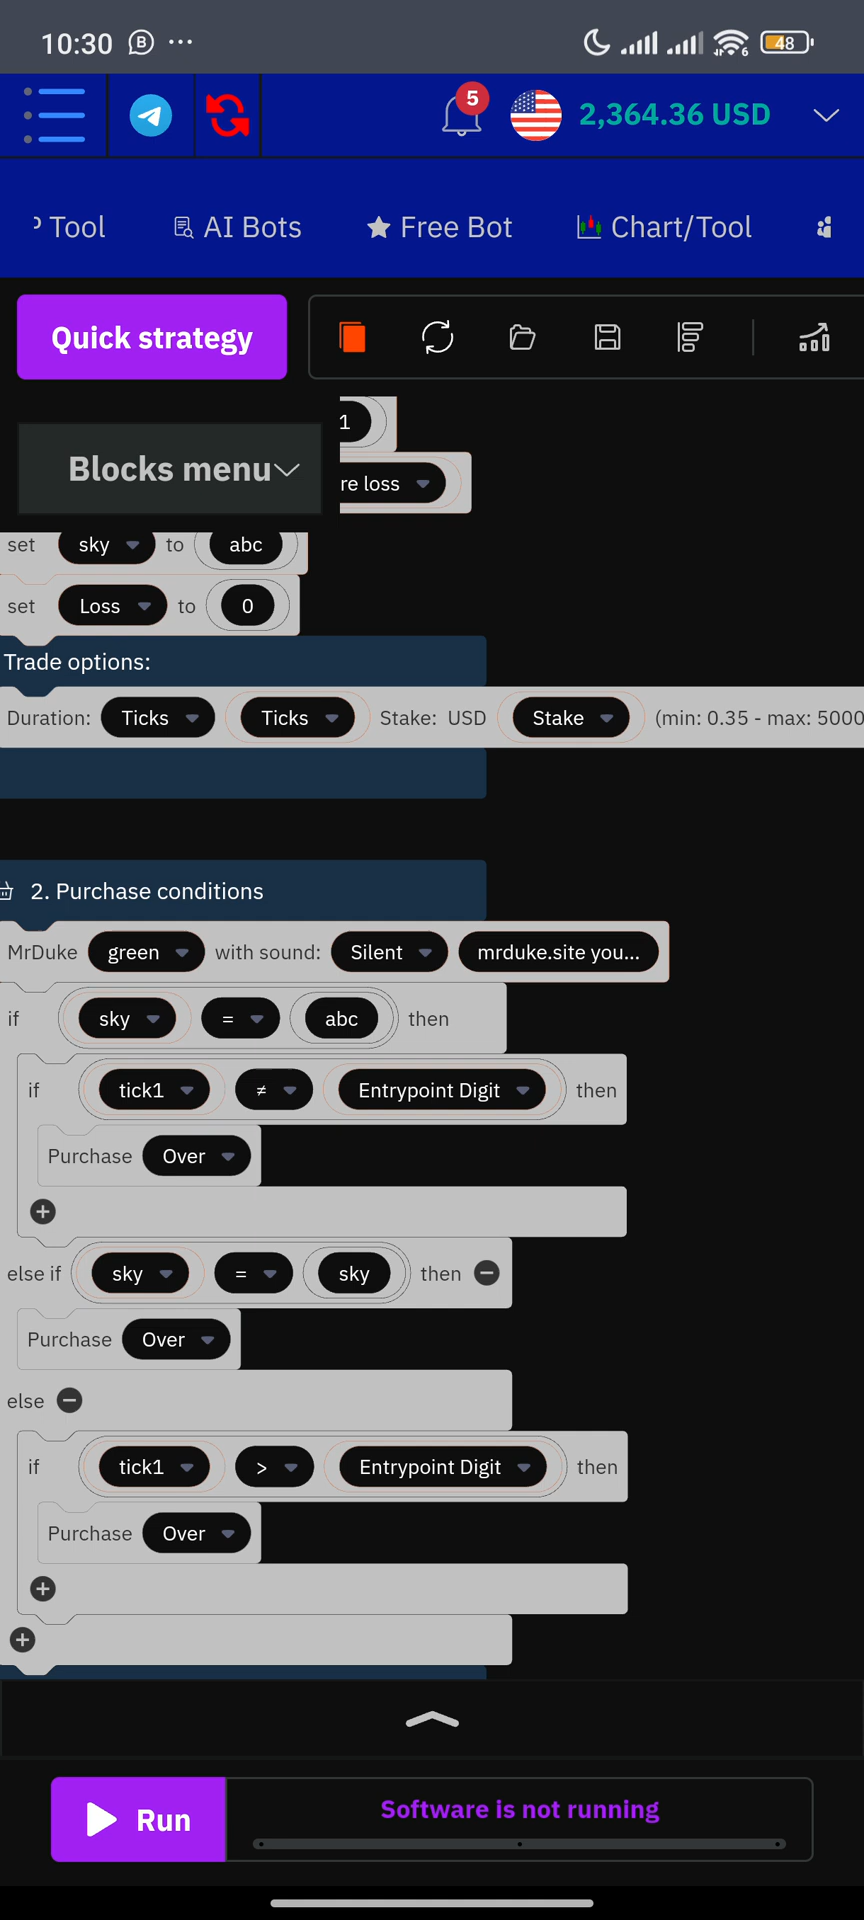 10:30 B ... 6 48
5 2,364.36 USD
Tool AI Bots Free Bot Chart/Tool
Quick strategy
1
Blocks menu
re loss
set sky to abc
set Loss to 0
Trade options:
Duration: Ticks Ticks Stake: USD Stake (min: 0.35 - max: 5000
2. Purchase conditions
MrDuke green with sound: Silent mrduke.site you...
if sky = abc then
if tick1 ≠ Entrypoint Digit then
Purchase Over
else if sky = sky then
Purchase Over
else
if tick1 > Entrypoint Digit then
Purchase Over
Run Software is not running